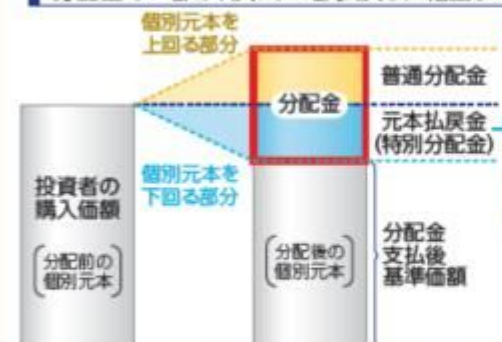 個別元本を
上回る部分
分配金
普通分配金
元本払戻金
(特別分配金)
個別元本を
下回る部分
投資者の
購入価額
分配前の
個別元本
分配後の
個別元本
分配金
支払後
基準価額